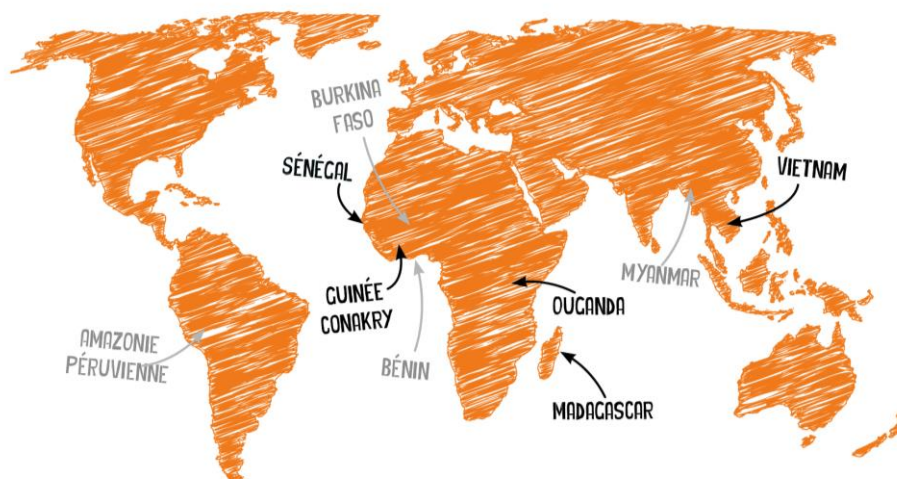 BURKINA
FASO
SÉNÉGAL
VIETNAM
MYANMAR
GUINÉE
CONAKRY
OUGANDA
AMAZONIE
PÉRUVIENNE
BÉNIN
MADAGASCAR